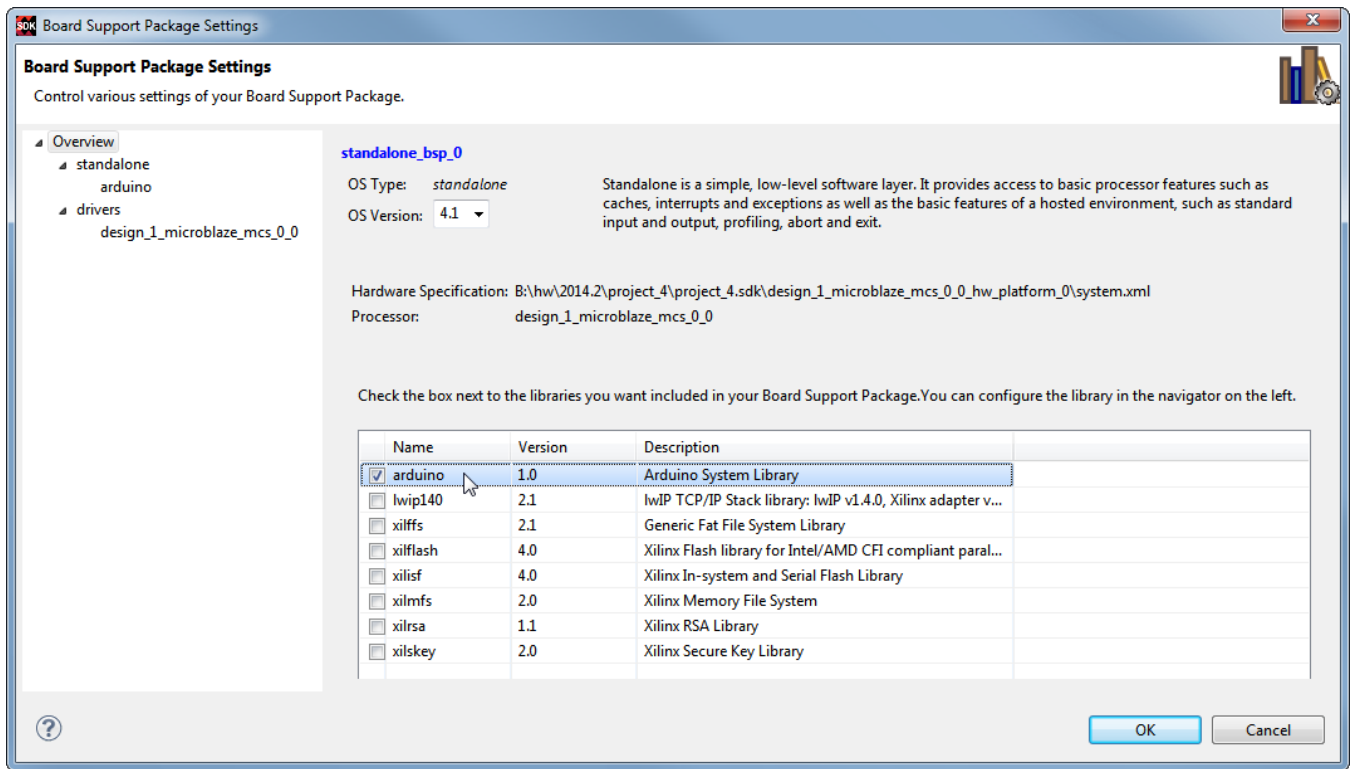 SDK Board Support Package Settings
Board Support Package Settings
Control various settings of your Board Support Package.
Overview
standalone
arduino
drivers
design_1_microblaze_mcs_0_0
standalone_bsp_0
OS Type: standalone
OS Version: 4.1
Standalone is a simple, low-level software layer. It provides access to basic processor features such as
caches, interrupts and exceptions as well as the basic features of a hosted environment, such as standard
input and output, profiling, abort and exit.
Hardware Specification: B:\hw\2014.2\project_4\project_4.sdk\design_1_microblaze_mcs_0_0_hw_platform_0\system.xml
Processor: design_1_microblaze_mcs_0_0
Check the box next to the libraries you want included in your Board Support Package.You can configure the library in the navigator on the left.
Name Version Description
arduino 1.0 Arduino System Library
lwip140 2.1 lwIP TCP/IP Stack library: lwIP v1.4.0, Xilinx adapter v...
xilffs 2.1 Generic Fat File System Library
xilflash 4.0 Xilinx Flash library for Intel/AMD CFI compliant paral...
xilisf 4.0 Xilinx In-system and Serial Flash Library
xilmfs 2.0 Xilinx Memory File System
xilrsa 1.1 Xilinx RSA Library
xilskey 2.0 Xilinx Secure Key Library
? OK Cancel